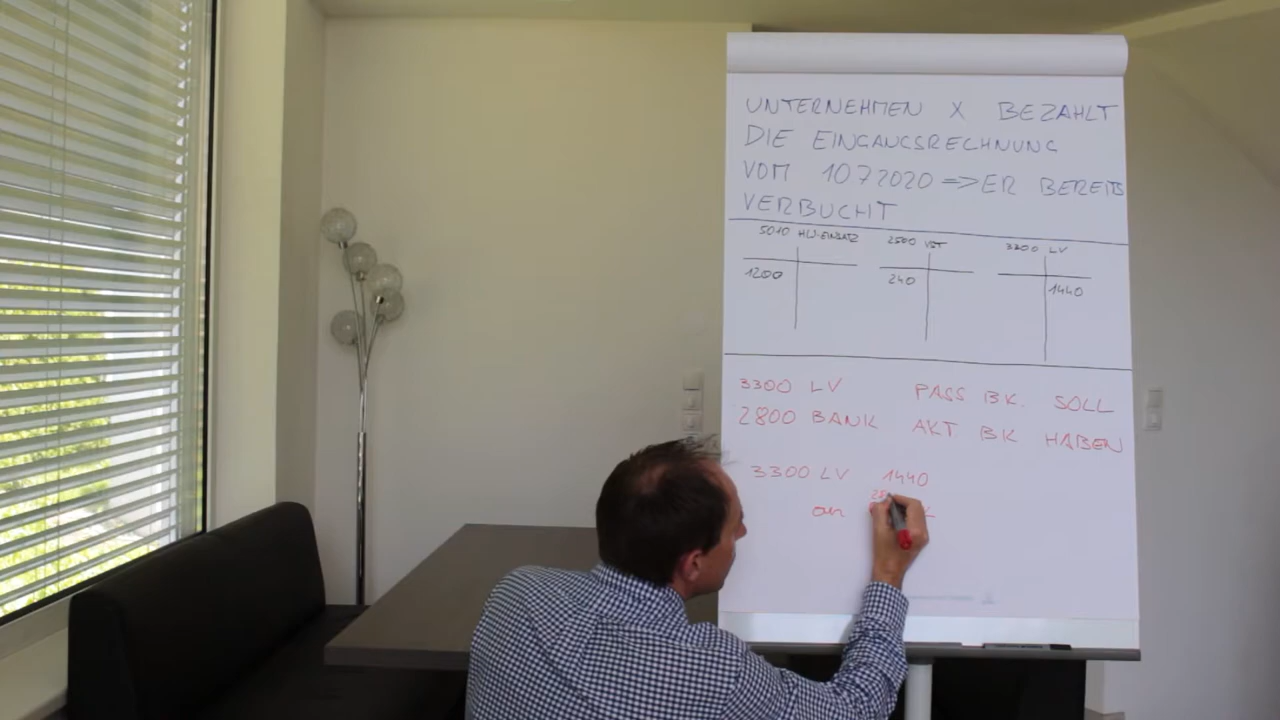 UNTERNEHMEN X BEZAHLT
DIE EINGANGSRECHNUNG
VOM 10.7.2020 => ER BEREITS
VERBUCHT
5010 HW-EINSATZ 2500 VST 3300 LV
1200 240 1440
3300 LV PASS BK. SOLL
2800 BANK AKT. BK HABEN
3300 LV 1440
an